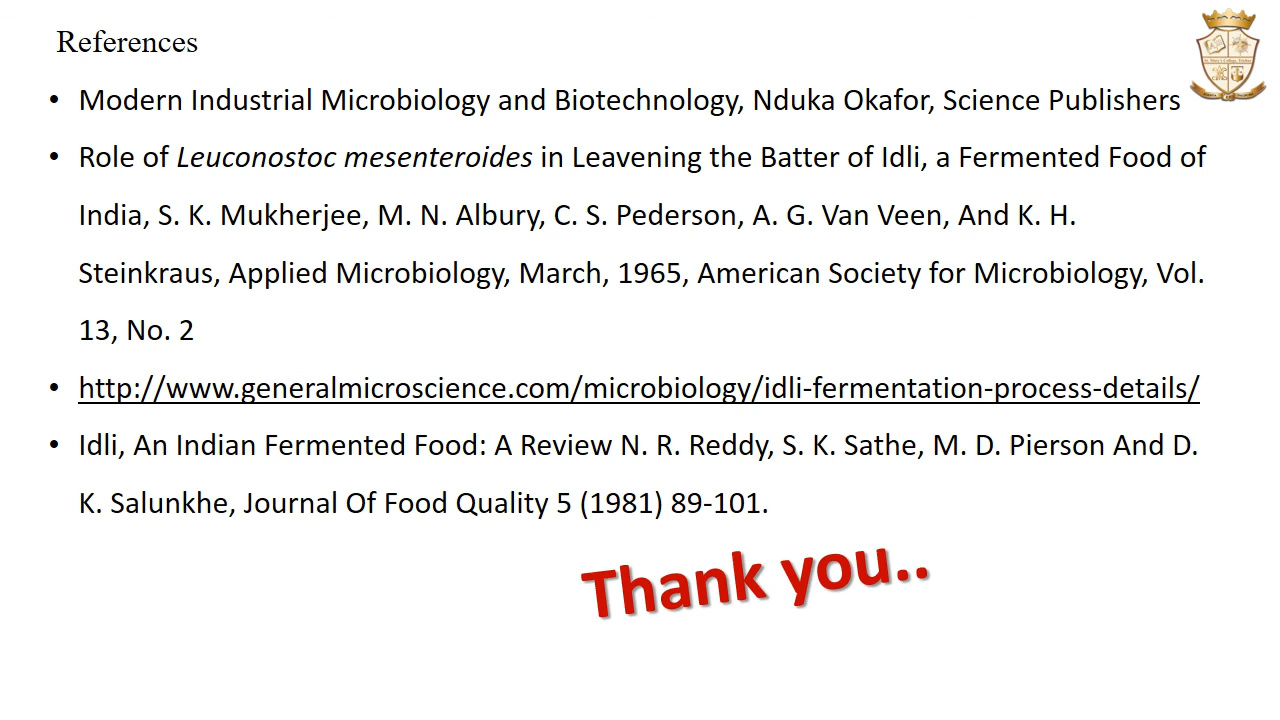 References
• Modern Industrial Microbiology and Biotechnology, Nduka Okafor, Science Publishers
• Role of Leuconostoc mesenteroides in Leavening the Batter of Idli, a Fermented Food of
India, S. K. Mukherjee, M. N. Albury, C. S. Pederson, A. G. Van Veen, And K. H.
Steinkraus, Applied Microbiology, March, 1965, American Society for Microbiology, Vol.
13, No. 2
• http://www.generalmicroscience.com/microbiology/idli-fermentation-process-details/
• Idli, An Indian Fermented Food: A Review N. R. Reddy, S. K. Sathe, M. D. Pierson And D.
K. Salunkhe, Journal Of Food Quality 5 (1981) 89-101.
Thank you..